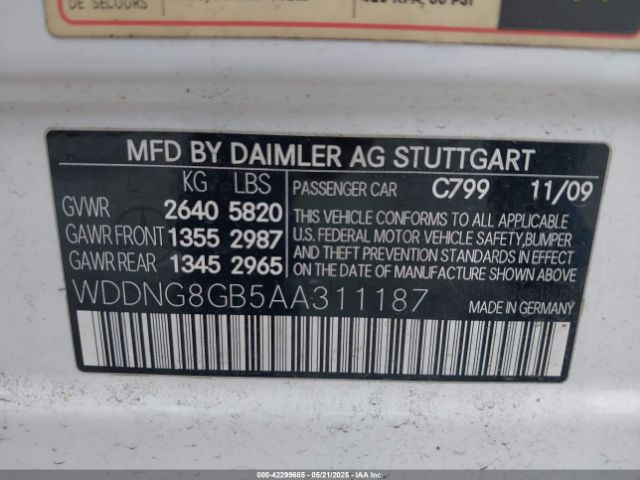 DE SECOURS
MFD BY DAIMLER AG STUTTGART
KG LBS
GVWR 2640 5820
GAWR FRONT 1355 2987
GAWR REAR 1345 2965
PASSENGER CAR C799 11/09
THIS VEHICLE CONFORMS TO ALL APPLICABLE
U.S. FEDERAL MOTOR VEHICLE SAFETY,BUMPER
AND THEFT PREVENTION STANDARDS IN EFFECT
ON THE DATE OF MANUFACTURE SHOWN ABOVE
WDDNG8GB5AA311187
MADE IN GERMANY
000-42299685 - 05/21/2025 - IAAI.COM